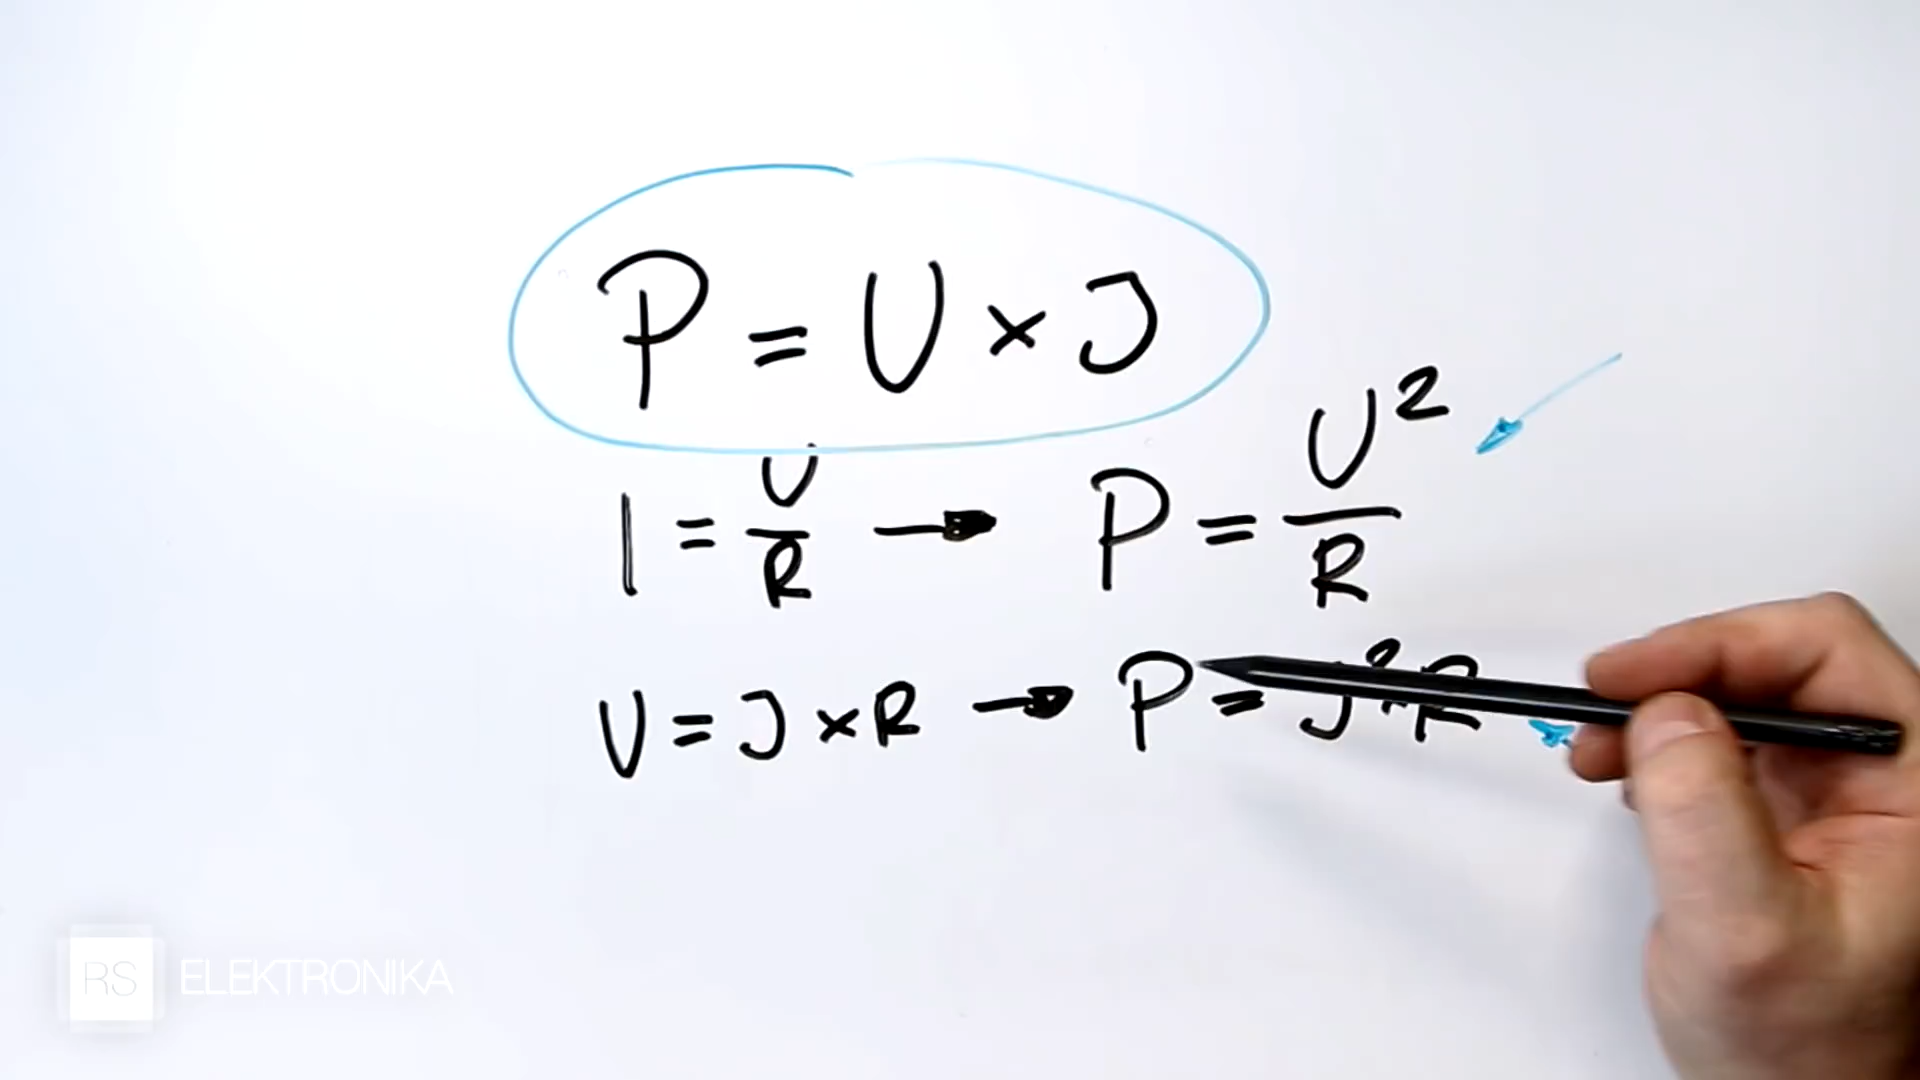 P = U × J
I = U/R → P = U²/R
U = J × R → P = J²×R
RS ELEKTRONIKA